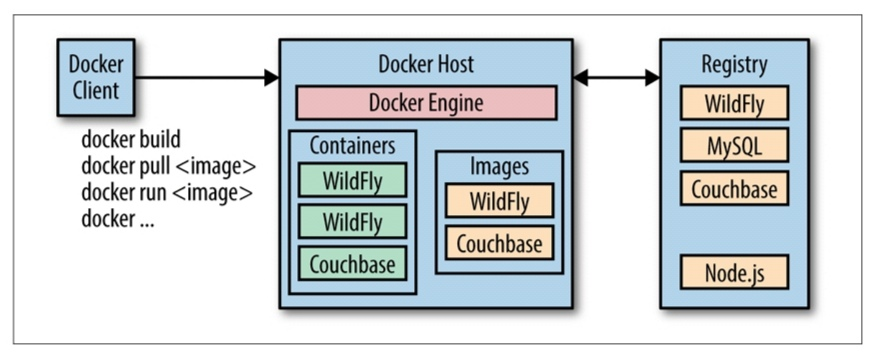 Docker
Client
docker build
docker pull <image>
docker run <image>
docker ...
Docker Host
Docker Engine
Containers
WildFly
WildFly
Couchbase
Images
WildFly
Couchbase
Registry
WildFly
MySQL
Couchbase
Node.js